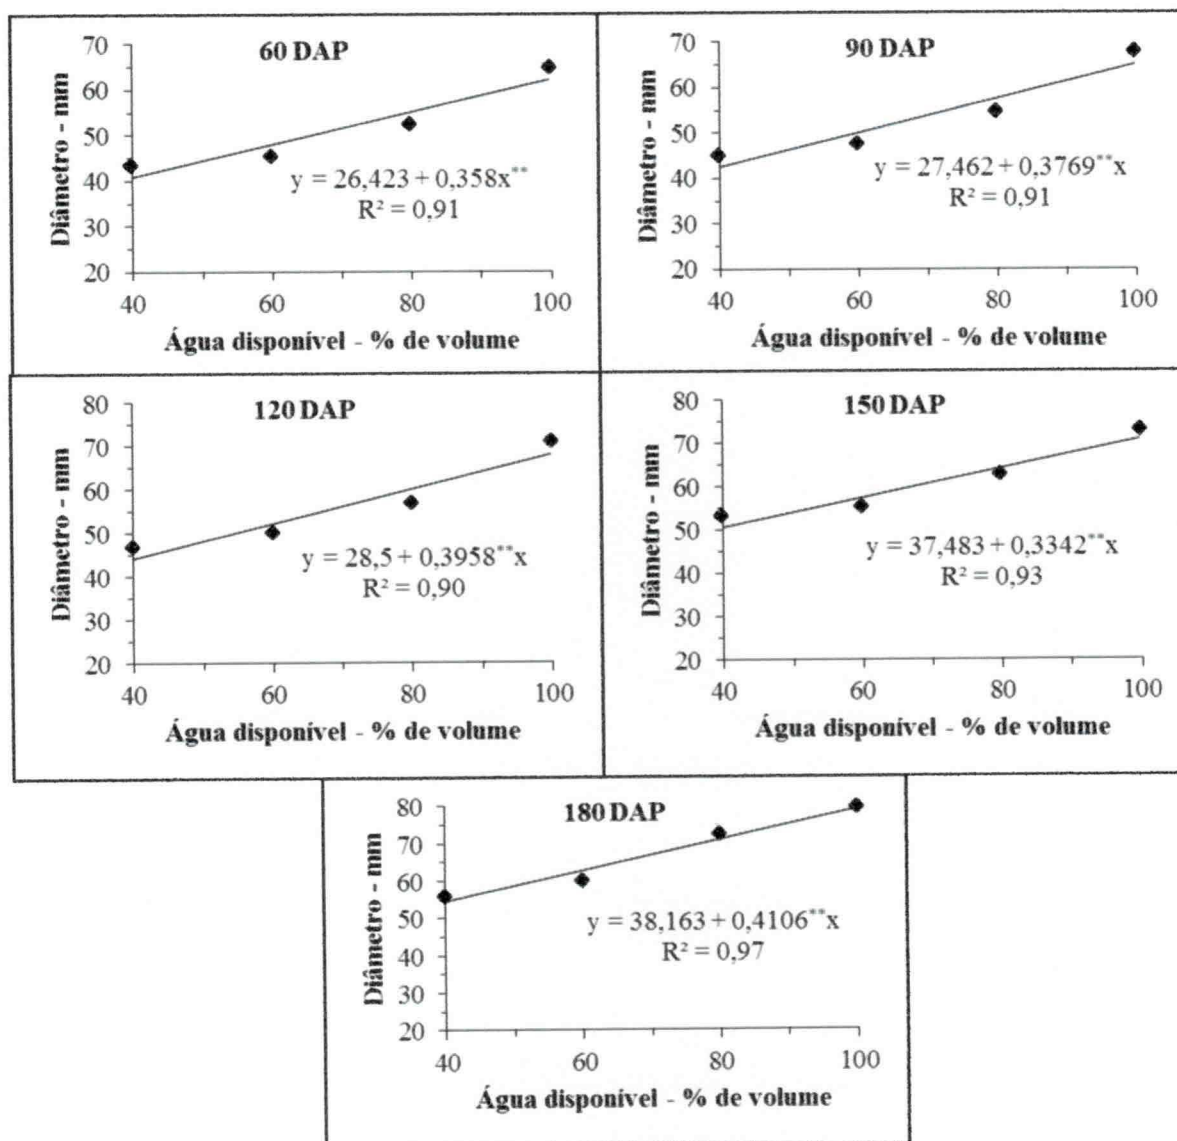 60 DAP
Diâmetro - mm
70
60
50
40
30
20
y = 26,423 + 0,358x**
R² = 0,91
40 60 80 100
Água disponível - % de volume
90 DAP
Diâmetro - mm
70
60
50
40
30
20
y = 27,462 + 0,3769**x
R² = 0,91
40 60 80 100
Água disponível - % de volume
120 DAP
Diâmetro - mm
80
70
60
50
40
30
20
y = 28,5 + 0,3958**x
R² = 0,90
40 60 80 100
Água disponível - % de volume
150 DAP
Diâmetro - mm
80
70
60
50
40
30
20
y = 37,483 + 0,3342**x
R² = 0,93
40 60 80 100
Água disponível - % de volume
180 DAP
Diâmetro - mm
80
70
60
50
40
30
20
y = 38,163 + 0,4106**x
R² = 0,97
40 60 80 100
Água disponível - % de volume